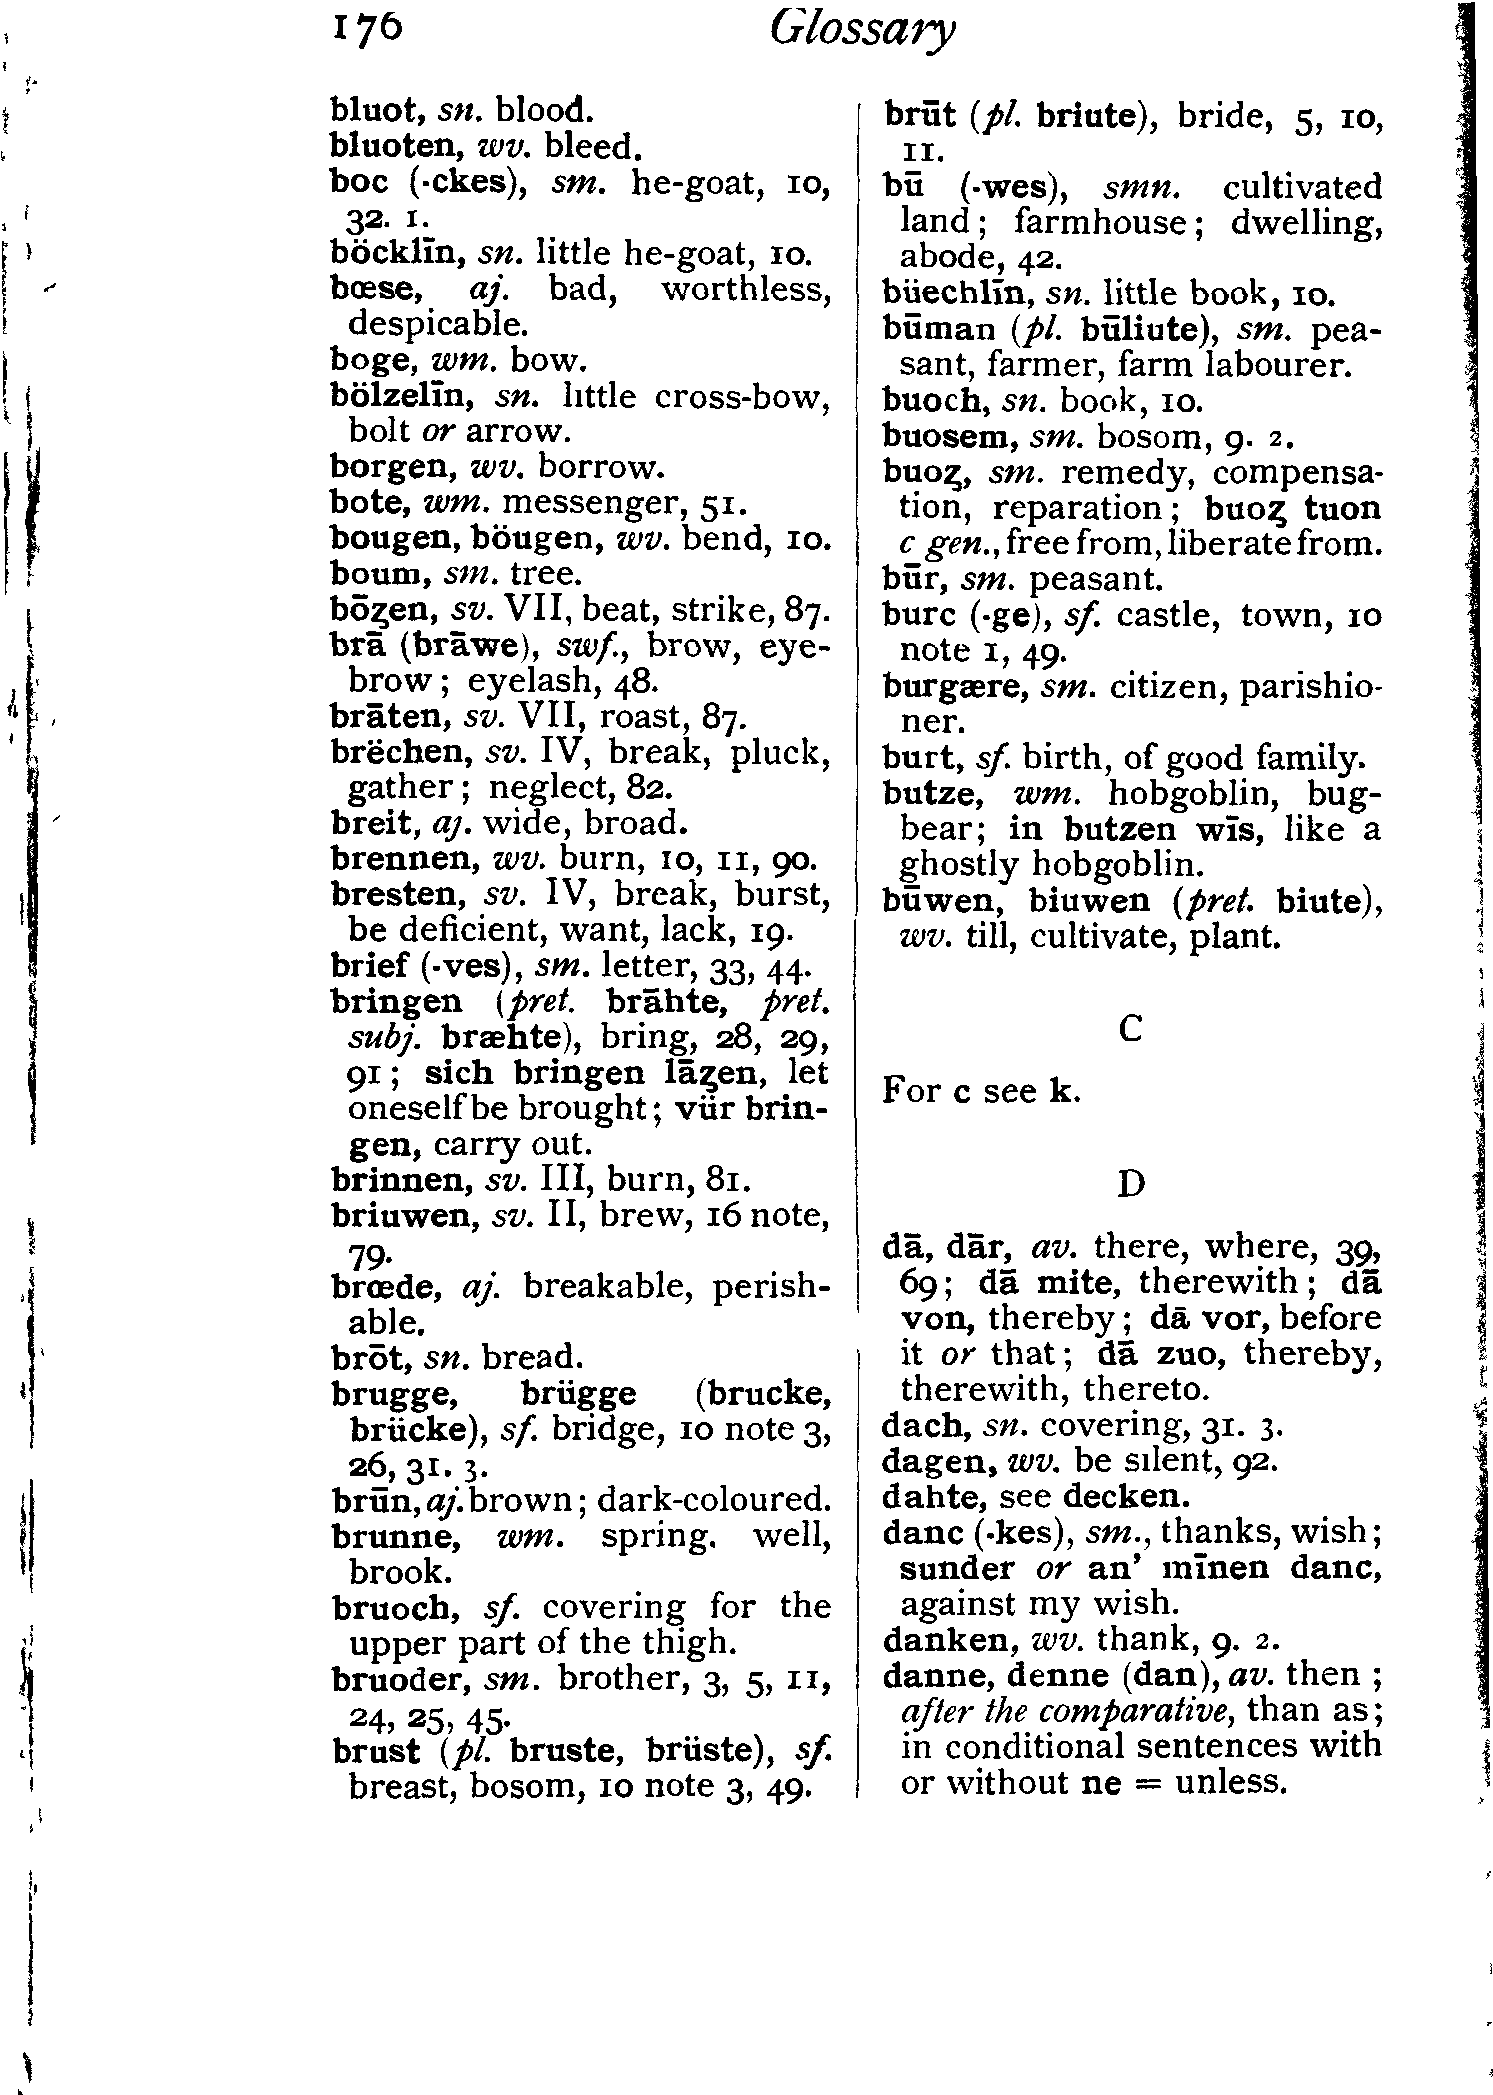 176
Glossary
bluot, sn. blood.
bluoten, wv. bleed.
boc (-ckes), sm. he-goat, 10,
32. 1.
böcklīn, sn. little he-goat, 10.
bœse, aj. bad, worthless,
despicable.
boge, wm. bow.
bölzelīn, sn. little cross-bow,
bolt or arrow.
borgen, wv. borrow.
bote, wm. messenger, 51.
bougen, böugen, wv. bend, 10.
boum, sm. tree.
bōȥen, sv. VII, beat, strike, 87.
brā (brāwe), swf., brow, eye-
brow; eyelash, 48.
brāten, sv. VII, roast, 87.
brëchen, sv. IV, break, pluck,
gather; neglect, 82.
breit, aj. wide, broad.
brennen, wv. burn, 10, 11, 90.
bresten, sv. IV, break, burst,
be deficient, want, lack, 19.
brief (-ves), sm. letter, 33, 44.
bringen (pret. brāhte, pret.
subj. bræhte), bring, 28, 29,
91; sich bringen lāȥen, let
oneself be brought; vür brin-
gen, carry out.
brinnen, sv. III, burn, 81.
briuwen, sv. II, brew, 16 note,
79.
brœde, aj. breakable, perish-
able.
brōt, sn. bread.
brugge, brügge (brucke,
brücke), sf. bridge, 10 note 3,
26, 31. 3.
brūn, aj. brown; dark-coloured.
brunne, wm. spring, well,
brook.
bruoch, sf. covering for the
upper part of the thigh.
bruoder, sm. brother, 3, 5, 11,
24, 25, 45.
brust (pl. bruste, brüste), sf.
breast, bosom, 10 note 3, 49.
brūt (pl. briute), bride, 5, 10,
11.
bū (-wes), smn. cultivated
land; farmhouse; dwelling,
abode, 42.
büechlīn, sn. little book, 10.
būman (pl. būliute), sm. pea-
sant, farmer, farm labourer.
buoch, sn. book, 10.
buosem, sm. bosom, 9. 2.
buoȥ, sm. remedy, compensa-
tion, reparation; buoȥ tuon
c gen., free from, liberate from.
būr, sm. peasant.
burc (-ge), sf. castle, town, 10
note 1, 49.
burgære, sm. citizen, parishio-
ner.
burt, sf. birth, of good family.
butze, wm. hobgoblin, bug-
bear; in butzen wīs, like a
ghostly hobgoblin.
būwen, biuwen (pret. biute),
wv. till, cultivate, plant.
C
For c see k.
D
dā, dār, av. there, where, 39,
69; dā mite, therewith; dā
von, thereby; dā vor, before
it or that; dā zuo, thereby,
therewith, thereto.
dach, sn. covering, 31. 3.
dagen, wv. be silent, 92.
dahte, see decken.
danc (-kes), sm., thanks, wish;
sunder or an' mīnen danc,
against my wish.
danken, wv. thank, 9. 2.
danne, denne (dan), av. then ;
after the comparative, than as;
in conditional sentences with
or without ne = unless.